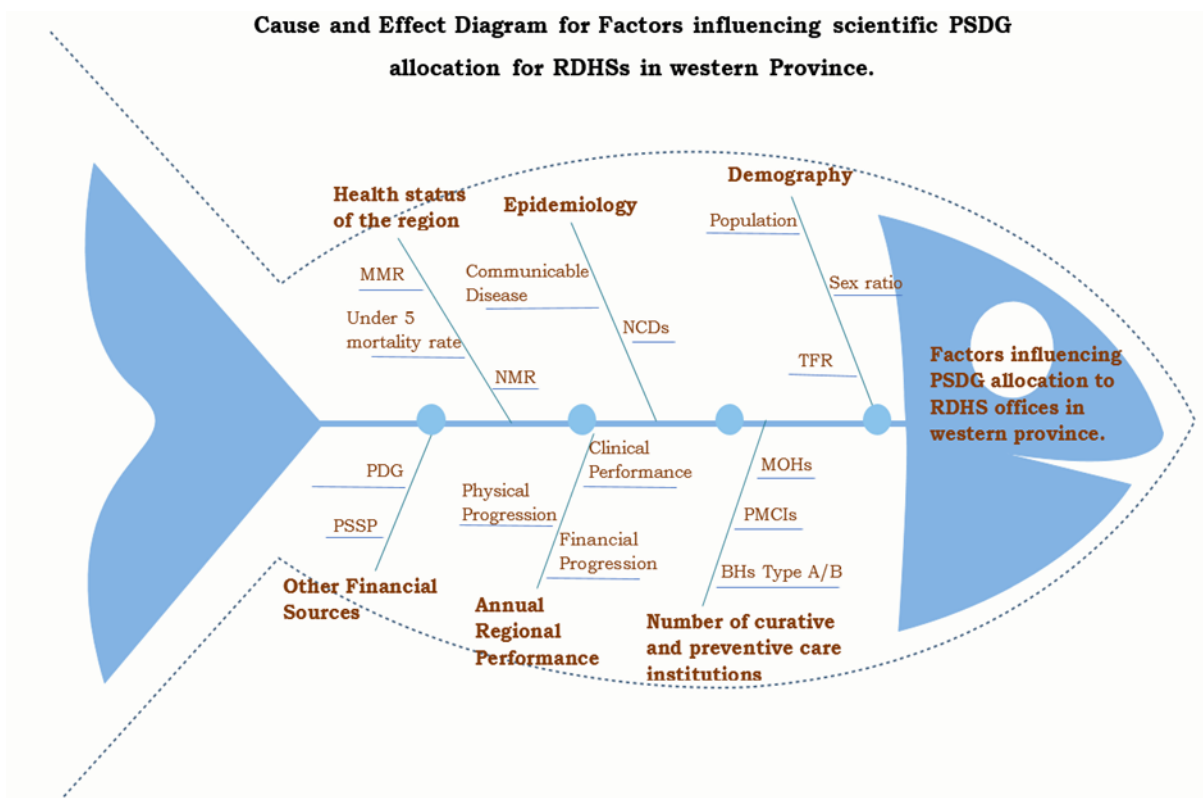 Cause and Effect Diagram for Factors influencing scientific PSDG
allocation for RDHSs in western Province.
Health status
of the region
MMR
Under 5
mortality rate
NMR
Epidemiology
Communicable
Disease
NCDs
Demography
Population
Sex ratio
TFR
Factors influencing
PSDG allocation to
RDHS offices in
western province.
PDG
PSSP
Other Financial
Sources
Clinical
Performance
Physical
Progression
Financial
Progression
Annual
Regional
Performance
MOHs
PMCIs
BHs Type A/B
Number of curative
and preventive care
institutions